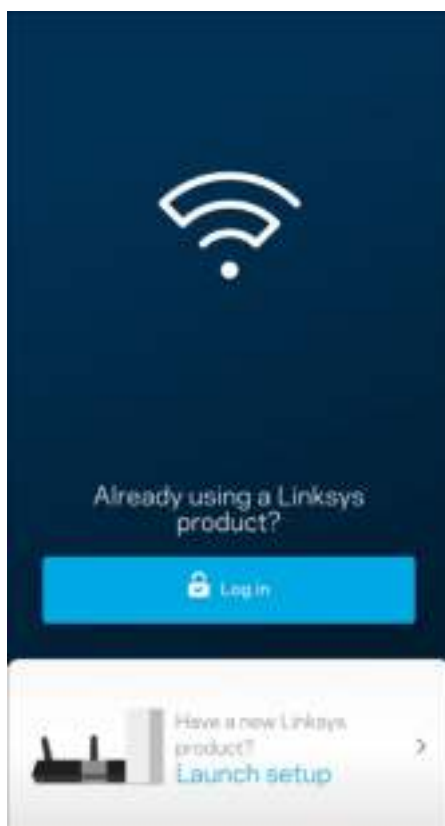 Already using a Linksys
product?
Log in
Have a new Linksys
product?
Launch setup